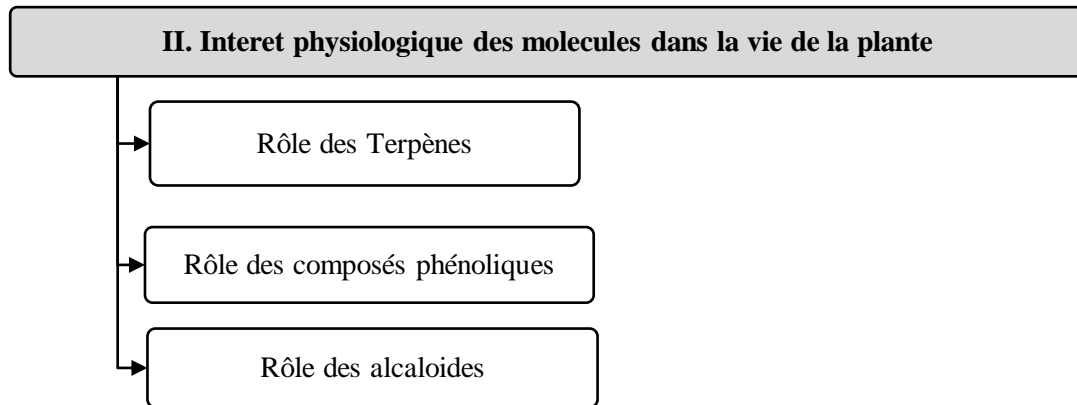 II. Interet physiologique des molecules dans la vie de la plante
Rôle des Terpènes
Rôle des composés phénoliques
Rôle des alcaloides